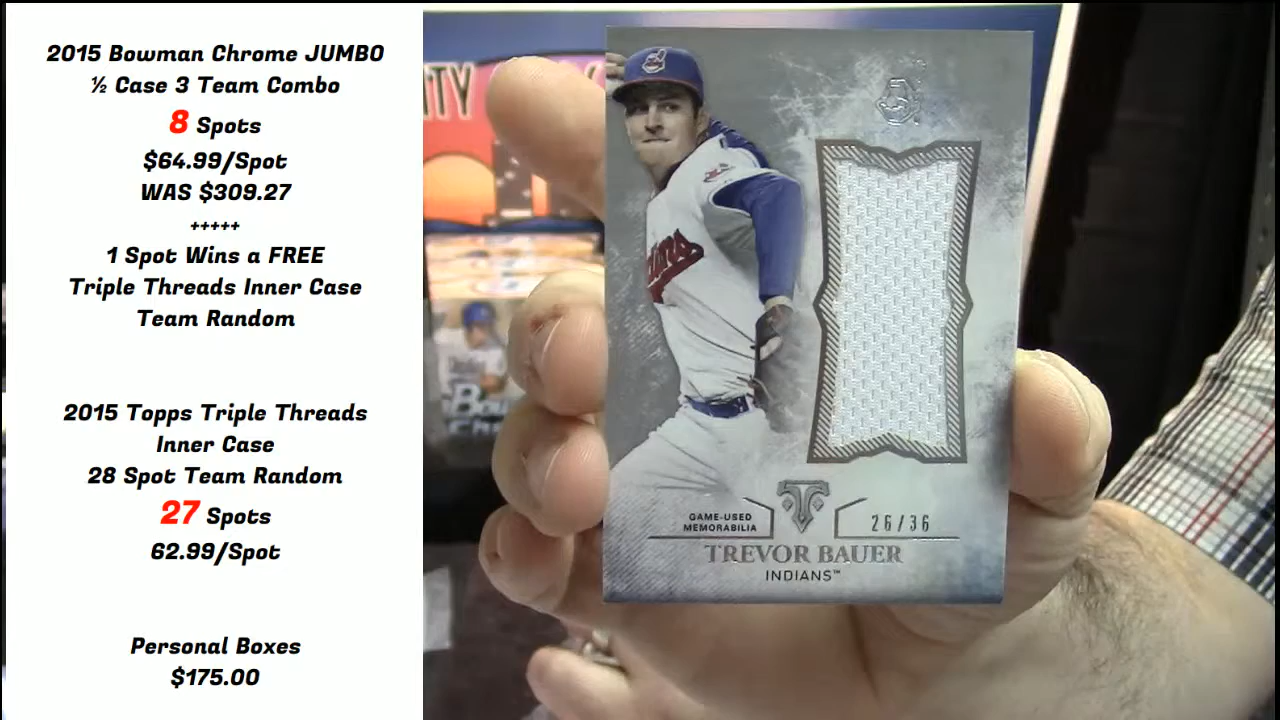 2015 Bowman Chrome JUMBO
½ Case 3 Team Combo
8 Spots
$64.99/Spot
WAS $309.27
+++++
1 Spot Wins a FREE
Triple Threads Inner Case
Team Random
2015 Topps Triple Threads
Inner Case
28 Spot Team Random
27 Spots
62.99/Spot
Personal Boxes
$175.00
Indians
GAME-USED
MEMORABILIA
26/36
TREVOR BAUER
INDIANS™